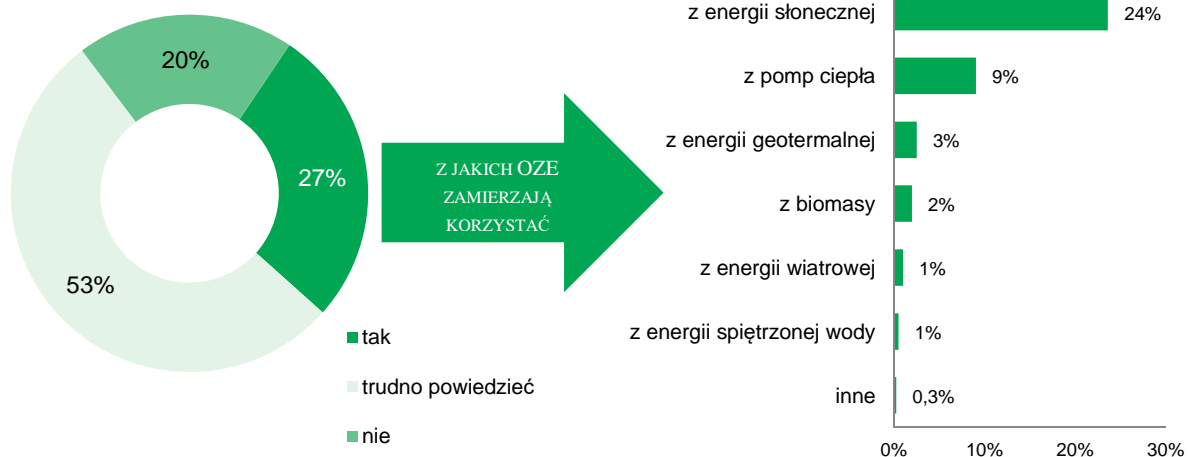 20%
27%
53%
tak
trudno powiedzieć
nie
Z JAKICH OZE
ZAMIERZAJĄ
KORZYSTAĆ
z energii słonecznej 24%
z pomp ciepła 9%
z energii geotermalnej 3%
z biomasy 2%
z energii wiatrowej 1%
z energii spiętrzonej wody 1%
inne 0,3%
0% 10% 20% 30%